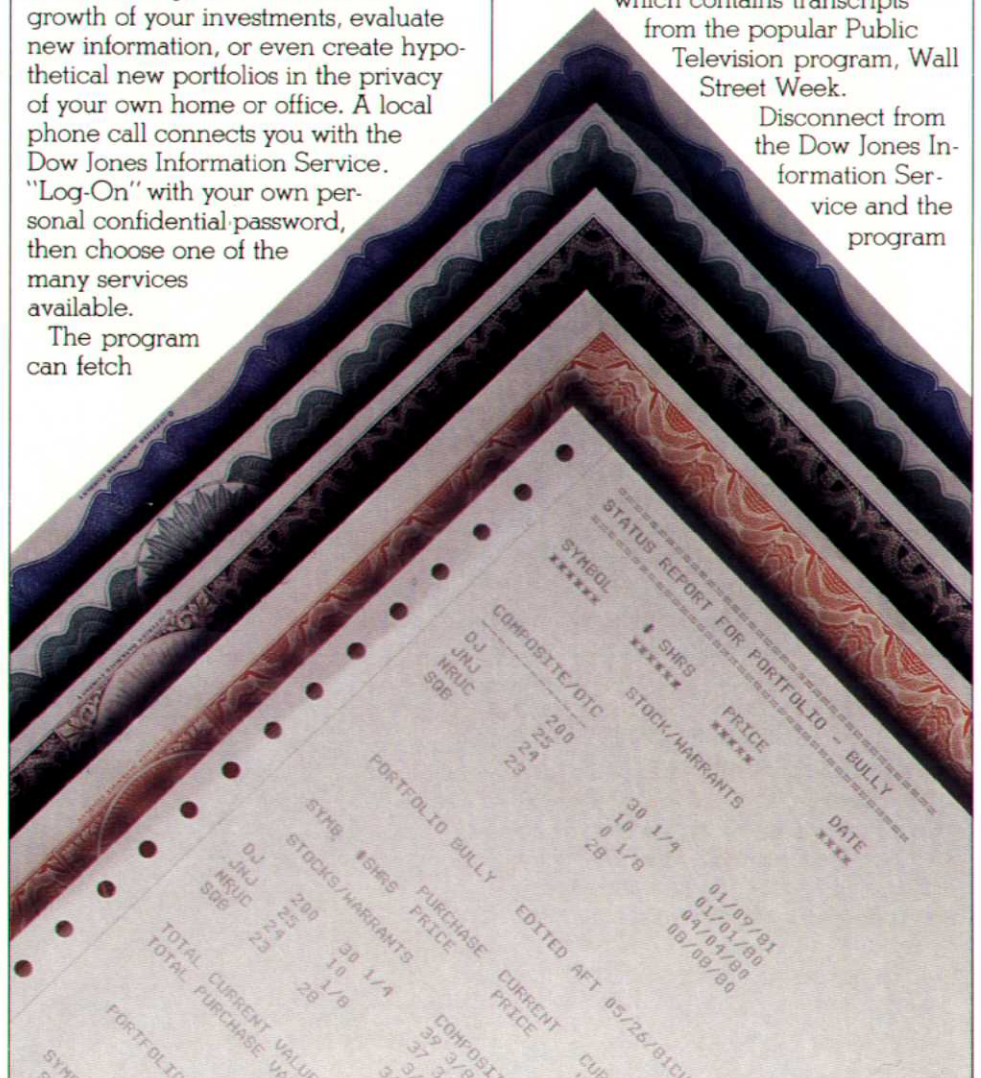 growth of your investments, evaluate
new information, or even create hypo-
thetical new portfolios in the privacy
of your own home or office. A local
phone call connects you with the
Dow Jones Information Service.
"Log-On" with your own per-
sonal confidential password,
then choose one of the
many services
available.
The program
can fetch
which contains transcripts
from the popular Public
Television program, Wall
Street Week.
Disconnect from
the Dow Jones In-
formation Ser-
vice and the
program
STATUS REPORT FOR PORTFOLIO - BULLY
SYMBOL # SHRS PRICE DATE
xxxxxx xxxxxx xxxxx xxxx
COMPOSITE/OTC STOCK/WARRANTS
DJ 200 30 1/4 01/09/81
JNJ 25 10 01/01/80
NRUC 24 0 1/8 04/04/80
SQB 23 28 08/08/80
PORTFOLIO BULLY EDITED AFT 05/26/81
SYMB. #SHRS PURCHASE CURRENT
PRICE PRICE
STOCKS/WARRANTS
DJ 200 30 1/4 39 3/8
JNJ 25 10 37
NRUC 24 1/8
SQB 23 28
TOTAL CURRENT VALUE
TOTAL PURCHASE